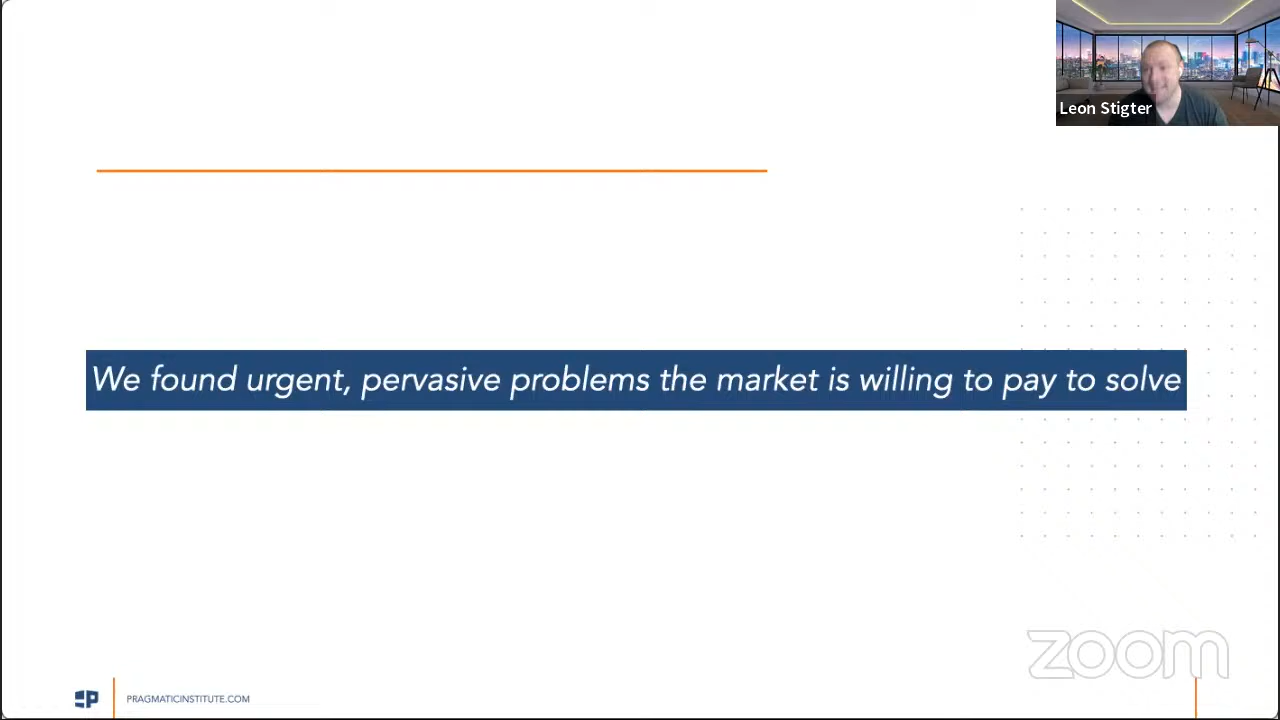 Leon Stigter
We found urgent, pervasive problems the market is willing to pay to solve
zoom
PRAGMATICINSTITUTE.COM